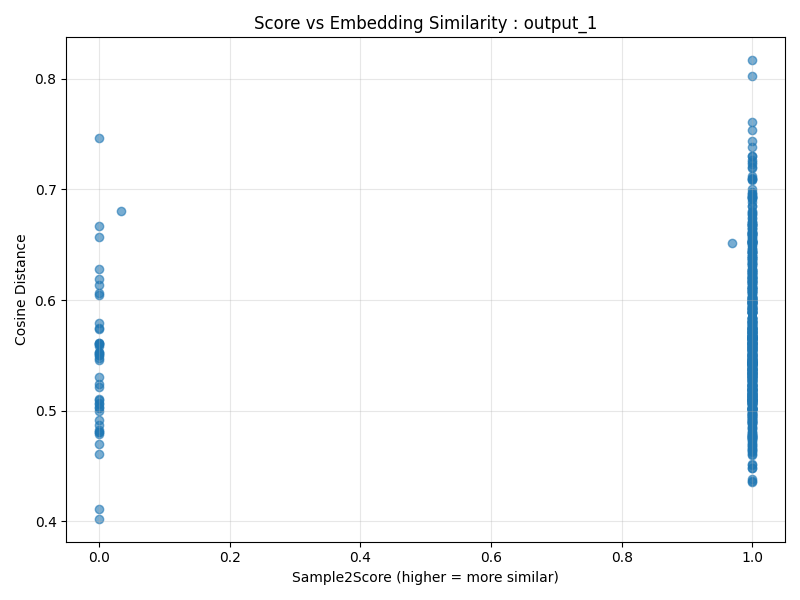 Score vs Embedding Similarity : output_1
Cosine Distance
0.8
0.7
0.6
0.5
0.4
0.0 0.2 0.4 0.6 0.8 1.0
Sample2Score (higher = more similar)